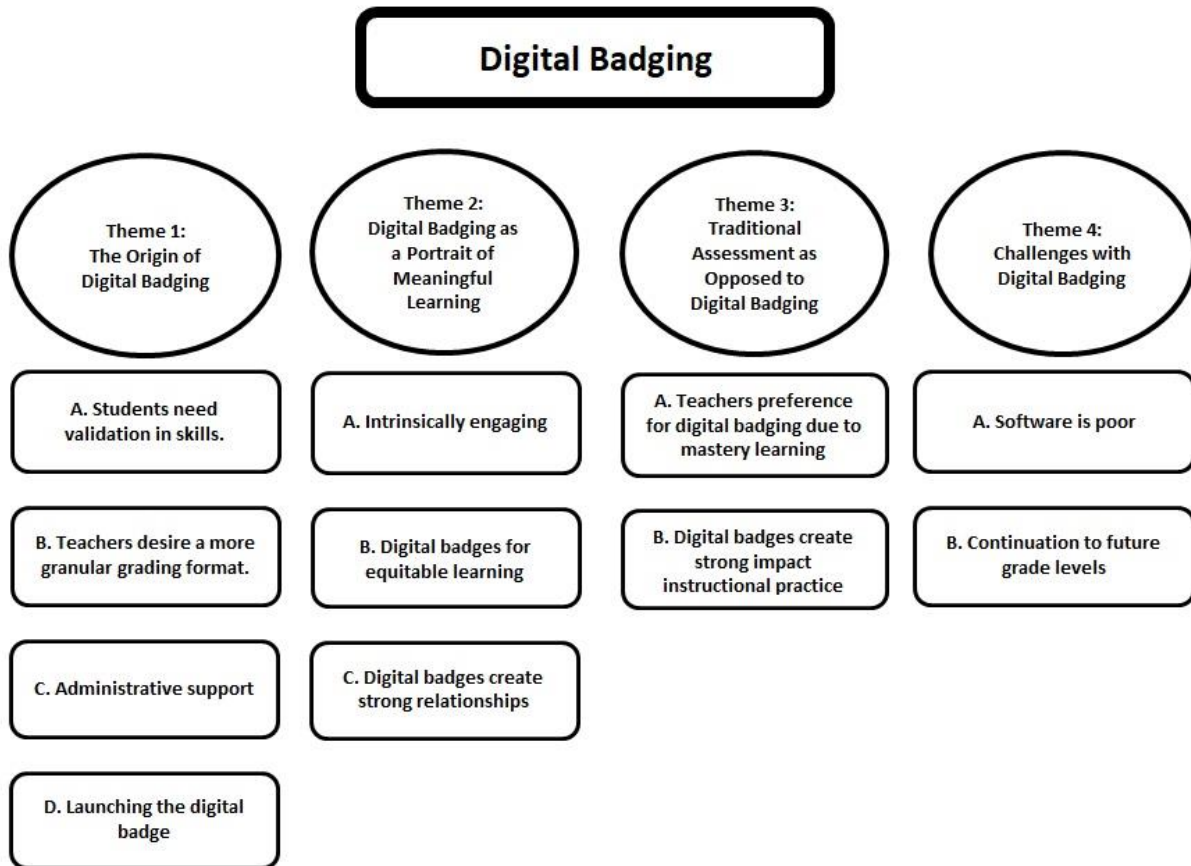 Digital Badging
Theme 1:
The Origin of
Digital Badging
Theme 2:
Digital Badging as
a Portrait of
Meaningful
Learning
Theme 3:
Traditional
Assessment as
Opposed to
Digital Badging
Theme 4:
Challenges with
Digital Badging
A. Students need
validation in skills.
A. Intrinsically engaging
A. Teachers preference
for digital badging due to
mastery learning
A. Software is poor
B. Teachers desire a more
granular grading format.
B. Digital badges for
equitable learning
B. Digital badges create
strong impact
instructional practice
B. Continuation to future
grade levels
C. Administrative support
C. Digital badges create
strong relationships
D. Launching the digital
badge